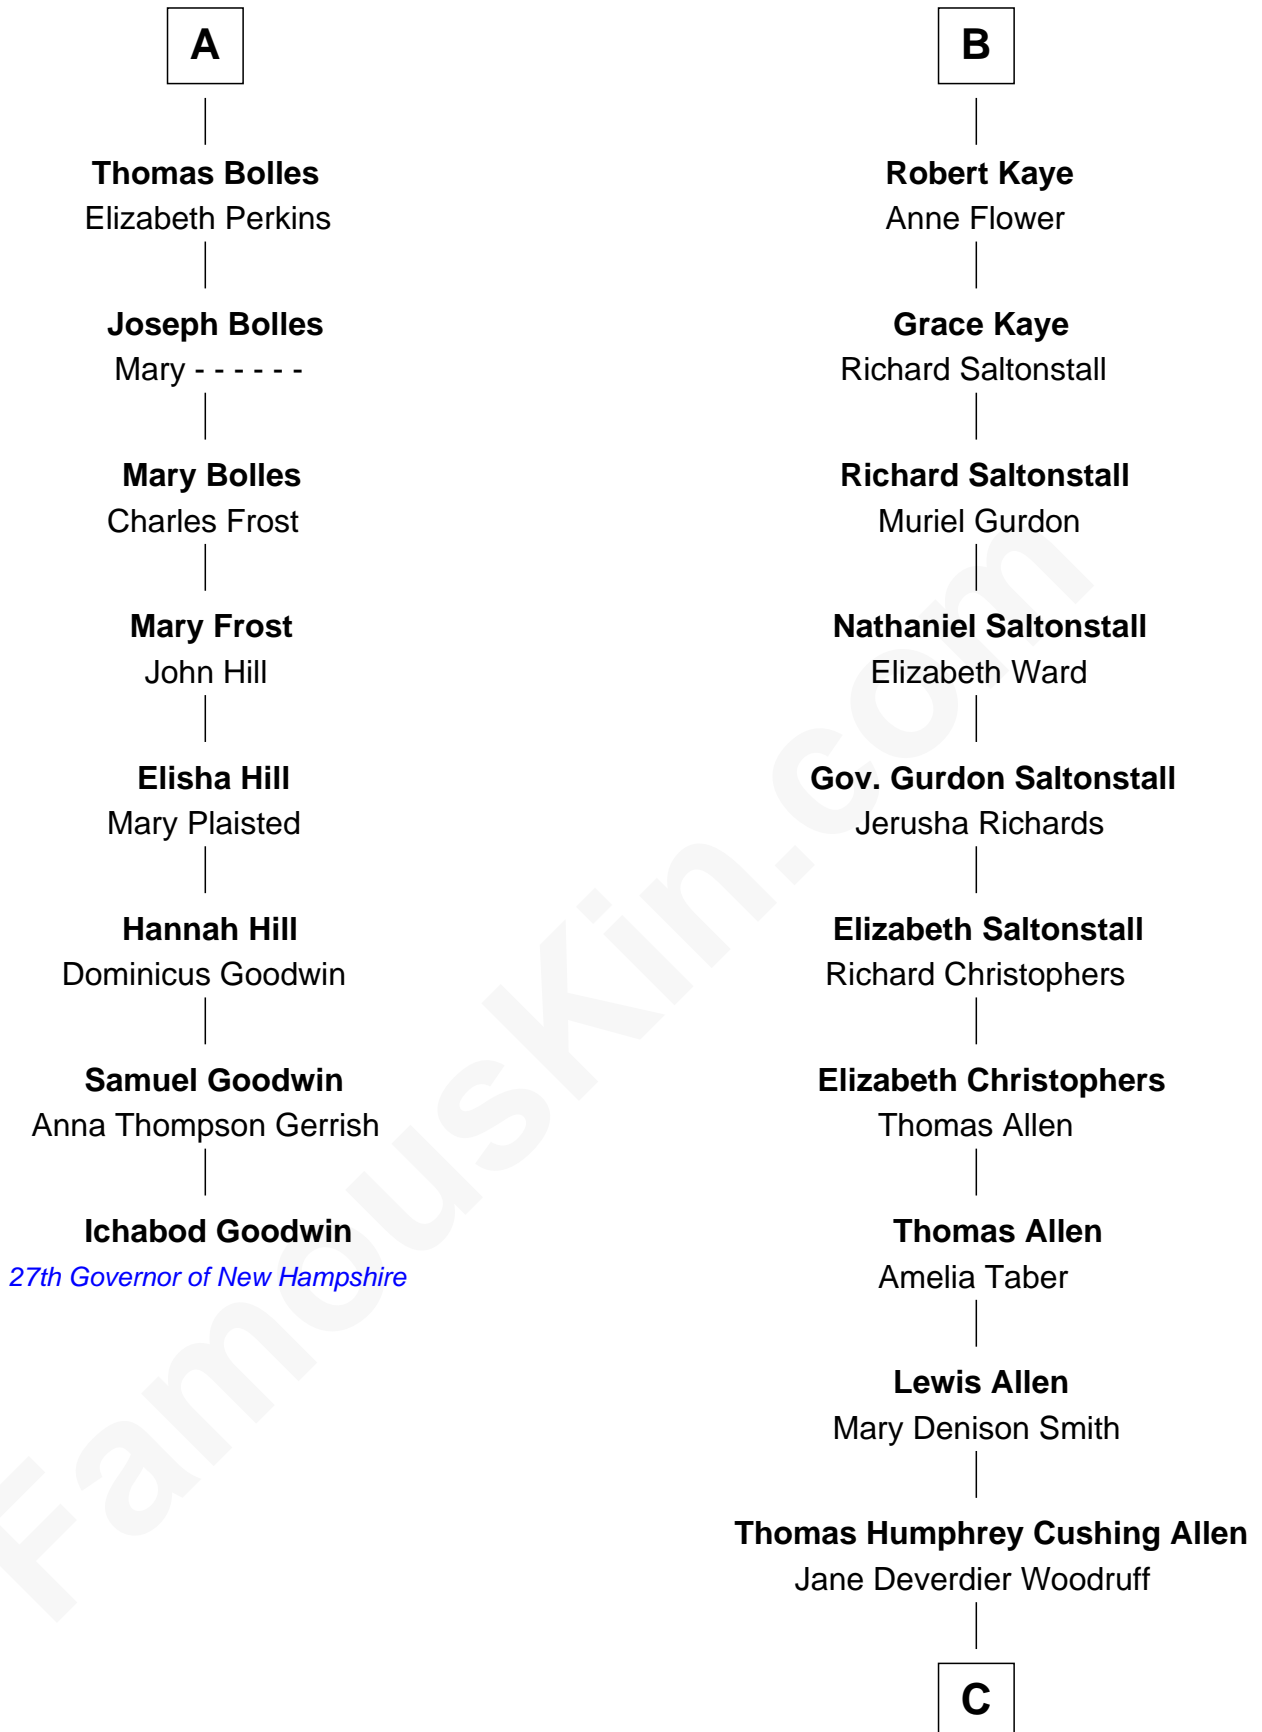 A
Thomas Bolles
Elizabeth Perkins
Joseph Bolles
Mary - - - - - -
Mary Bolles
Charles Frost
Mary Frost
John Hill
Elisha Hill
Mary Plaisted
Hannah Hill
Dominicus Goodwin
Samuel Goodwin
Anna Thompson Gerrish
Ichabod Goodwin
27th Governor of New Hampshire
B
Robert Kaye
Anne Flower
Grace Kaye
Richard Saltonstall
Richard Saltonstall
Muriel Gurdon
Nathaniel Saltonstall
Elizabeth Ward
Gov. Gurdon Saltonstall
Jerusha Richards
Elizabeth Saltonstall
Richard Christophers
Elizabeth Christophers
Thomas Allen
Thomas Allen
Amelia Taber
Lewis Allen
Mary Denison Smith
Thomas Humphrey Cushing Allen
Jane Deverdier Woodruff
C
FamousKin.com